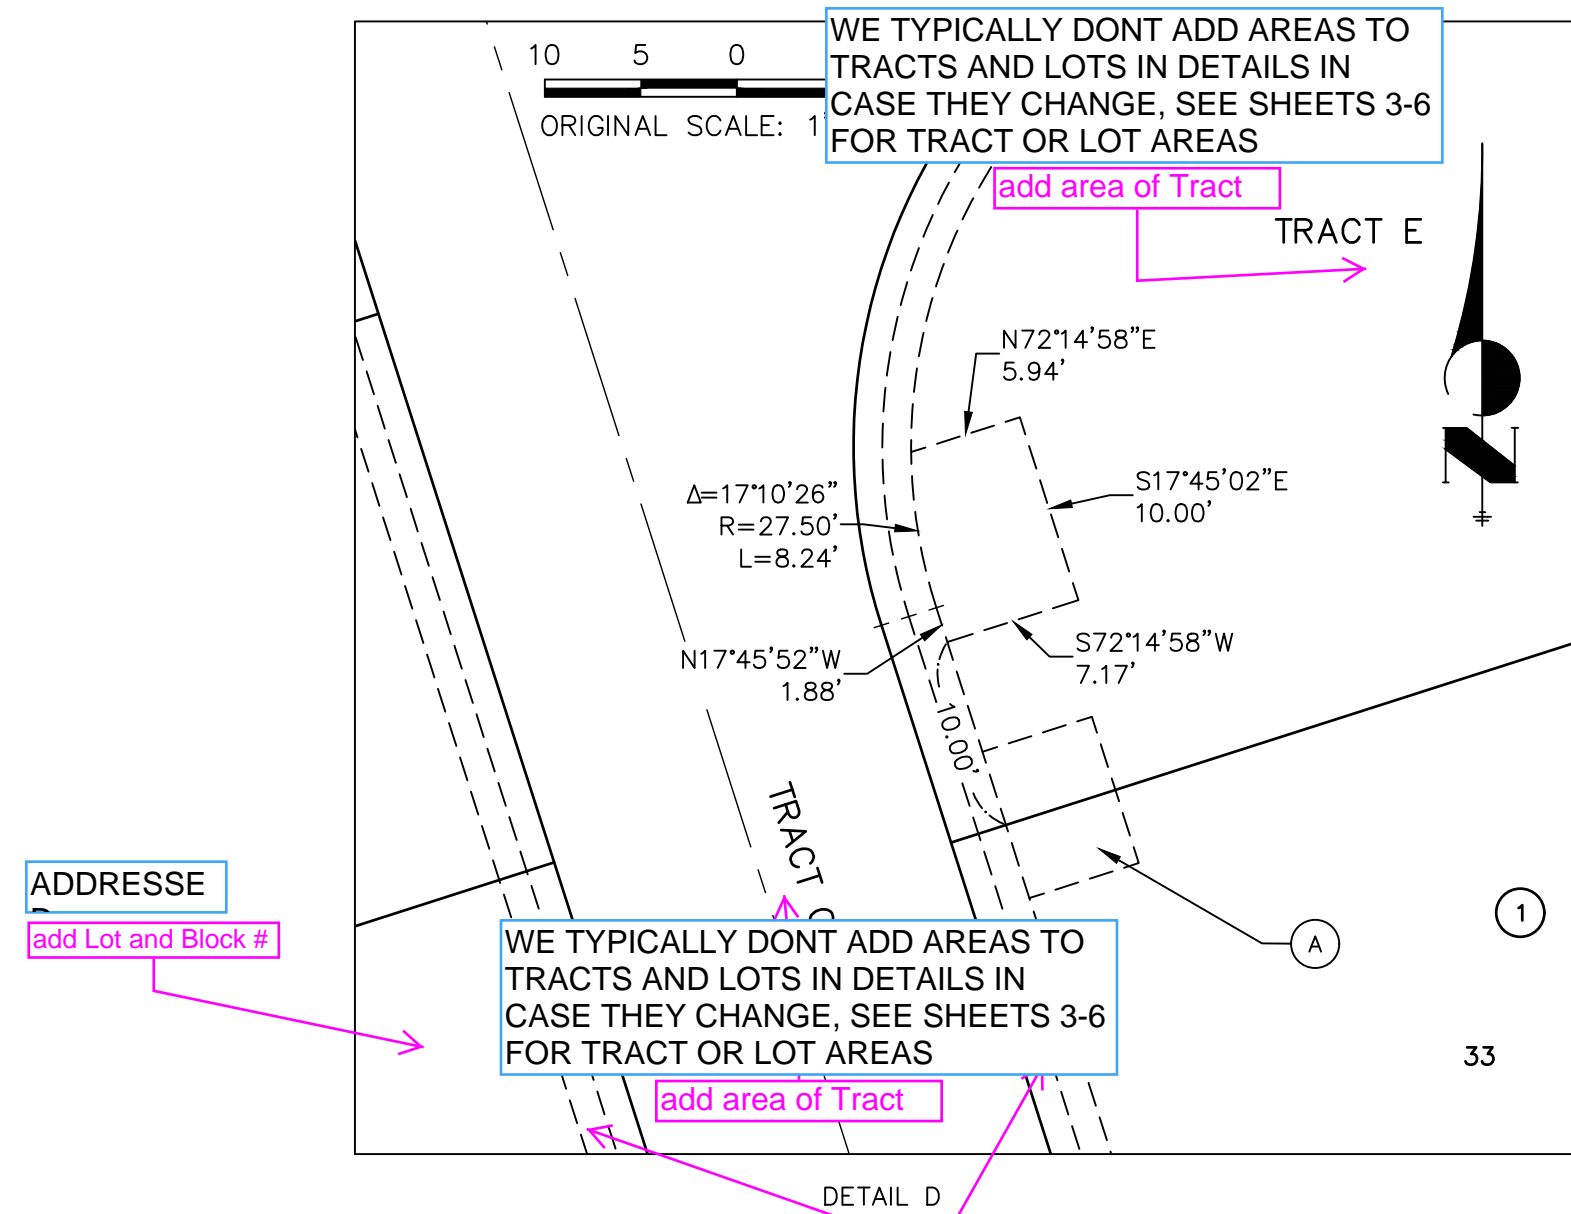 10 5 0
ORIGINAL SCALE: 1
WE TYPICALLY DONT ADD AREAS TO
TRACTS AND LOTS IN DETAILS IN
CASE THEY CHANGE, SEE SHEETS 3-6
FOR TRACT OR LOT AREAS
add area of Tract
TRACT E
N72°14'58"E
5.94'
N
S17°45'02"E
10.00'
Δ=17°10'26"
R=27.50'
L=8.24'
N17°45'52"W
1.88'
S72°14'58"W
7.17'
10.00'
TRACT
ADDRESSE
add Lot and Block #
A
1
WE TYPICALLY DONT ADD AREAS TO
TRACTS AND LOTS IN DETAILS IN
CASE THEY CHANGE, SEE SHEETS 3-6
FOR TRACT OR LOT AREAS
33
add area of Tract
DETAIL D